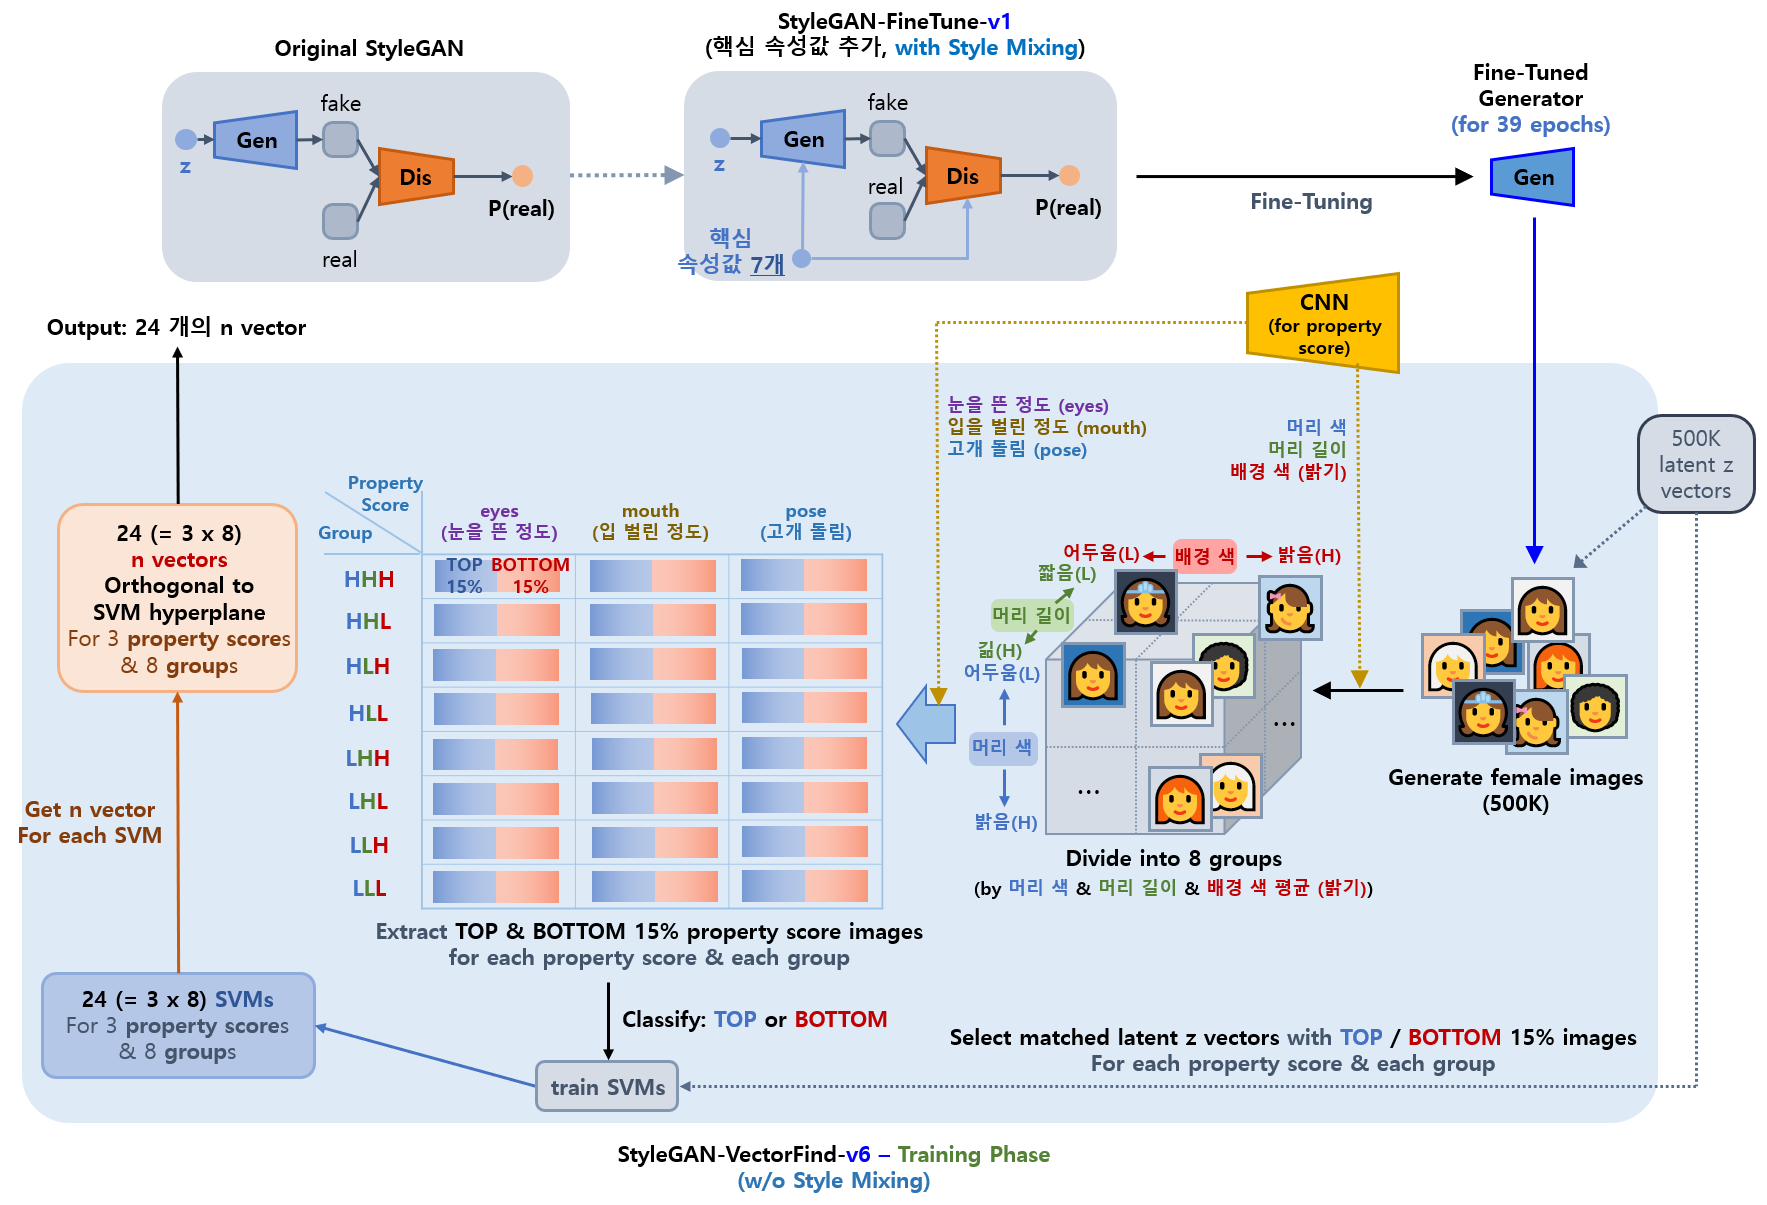 Original StyleGAN
z
Gen
fake
real
Dis
P(real)
StyleGAN-FineTune-v1
(핵심 속성값 추가, with Style Mixing)
z
Gen
fake
real
Dis
P(real)
핵심
속성값 7개
Fine-Tuning
Fine-Tuned
Generator
(for 39 epochs)
Gen
CNN
(for property
score)
Output: 24 개의 n vector
눈을 뜬 정도 (eyes)
입을 벌린 정도 (mouth)
고개 돌림 (pose)
머리 색
머리 길이
배경 색 (밝기)
500K
latent z
vectors
Property
Score
Group
eyes
(눈을 뜬 정도)
mouth
(입 벌린 정도)
pose
(고개 돌림)
TOP
15%
BOTTOM
15%
HHH
HHL
HLH
HLL
LHH
LHL
LLH
LLL
24 (= 3 x 8)
n vectors
Orthogonal to
SVM hyperplane
For 3 property scores
& 8 groups
어두움(L)
배경 색
밝음(H)
짧음(L)
머리 길이
긺(H)
어두움(L)
머리 색
밝음(H)
...
...
Generate female images
(500K)
Divide into 8 groups
(by 머리 색 & 머리 길이 & 배경 색 평균 (밝기))
Get n vector
For each SVM
Extract TOP & BOTTOM 15% property score images
for each property score & each group
24 (= 3 x 8) SVMs
For 3 property scores
& 8 groups
Classify: TOP or BOTTOM
train SVMs
Select matched latent z vectors with TOP / BOTTOM 15% images
For each property score & each group
StyleGAN-VectorFind-v6 – Training Phase
(w/o Style Mixing)